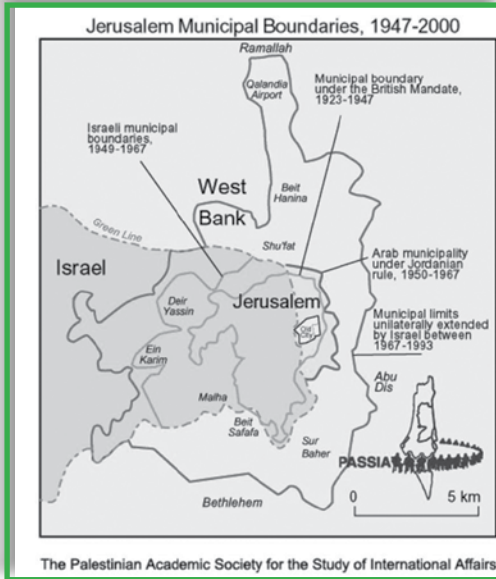 Jerusalem Municipal Boundaries, 1947-2000
Ramallah
Qalandia
Airport
Municipal boundary
under the British Mandate,
1923-1947
Israeli municipal
boundaries,
1949-1967
West
Bank
Beit
Hanina
Green Line
Shu'fat
Israel
Arab municipality
under Jordanian
rule, 1950-1967
Deir
Yassin
Jerusalem
Old
City
Municipal limits
unilaterally extended
by Israel between
1967-1993
Ein
Karim
Abu
Dis
Malha
Beit
Safafa
Sur
Baher
PASSIA
Bethlehem
0 5 km
The Palestinian Academic Society for the Study of International Affairs